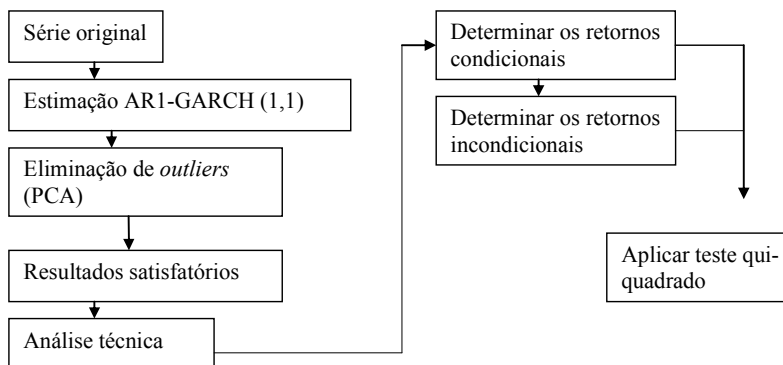 Série original
Estimação AR1-GARCH (1,1)
Eliminação de outliers
(PCA)
Resultados satisfatórios
Análise técnica
Determinar os retornos
condicionais
Determinar os retornos
incondicionais
Aplicar teste qui-
quadrado